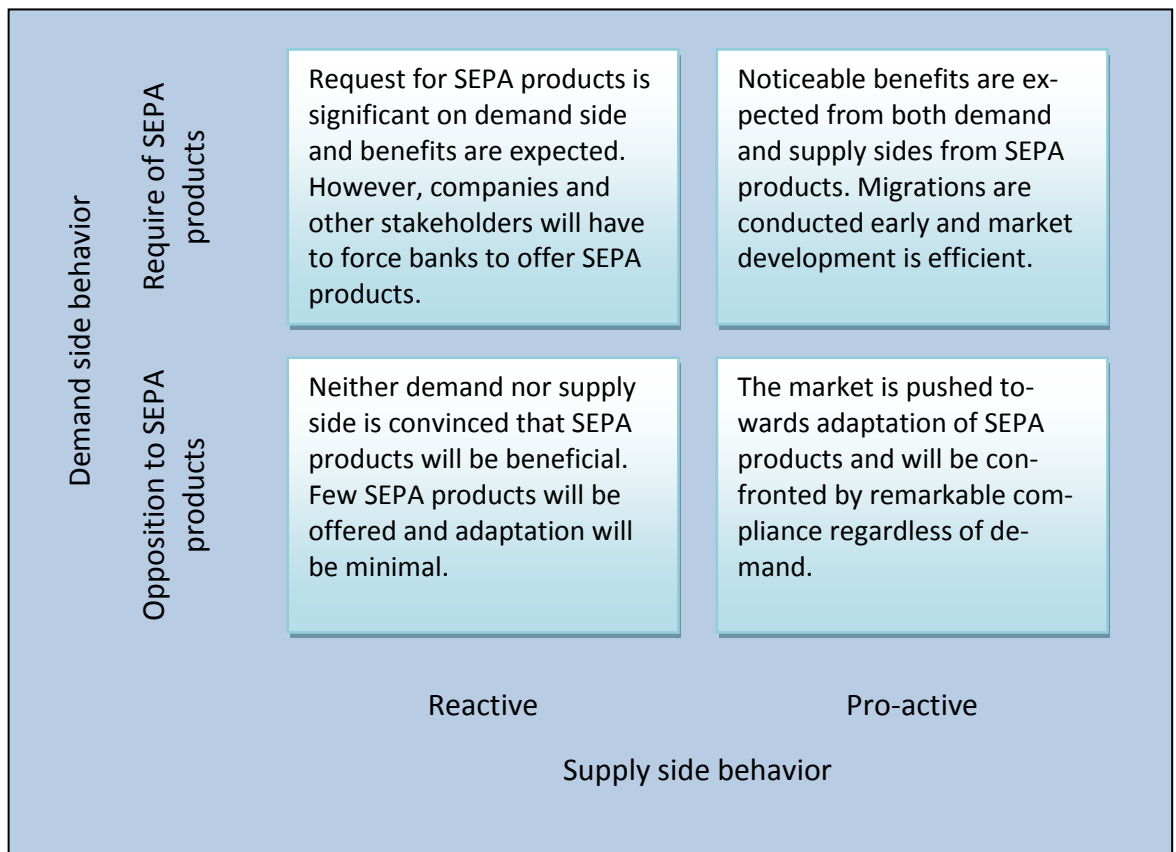 Demand side behavior
Require of SEPA
products
Request for SEPA products is
significant on demand side
and benefits are expected.
However, companies and
other stakeholders will have
to force banks to offer SEPA
products.
Noticeable benefits are ex-
pected from both demand
and supply sides from SEPA
products. Migrations are
conducted early and market
development is efficient.
Opposition to SEPA
products
Neither demand nor supply
side is convinced that SEPA
products will be beneficial.
Few SEPA products will be
offered and adaptation will
be minimal.
The market is pushed to-
wards adaptation of SEPA
products and will be con-
fronted by remarkable com-
pliance regardless of de-
mand.
Reactive
Pro-active
Supply side behavior